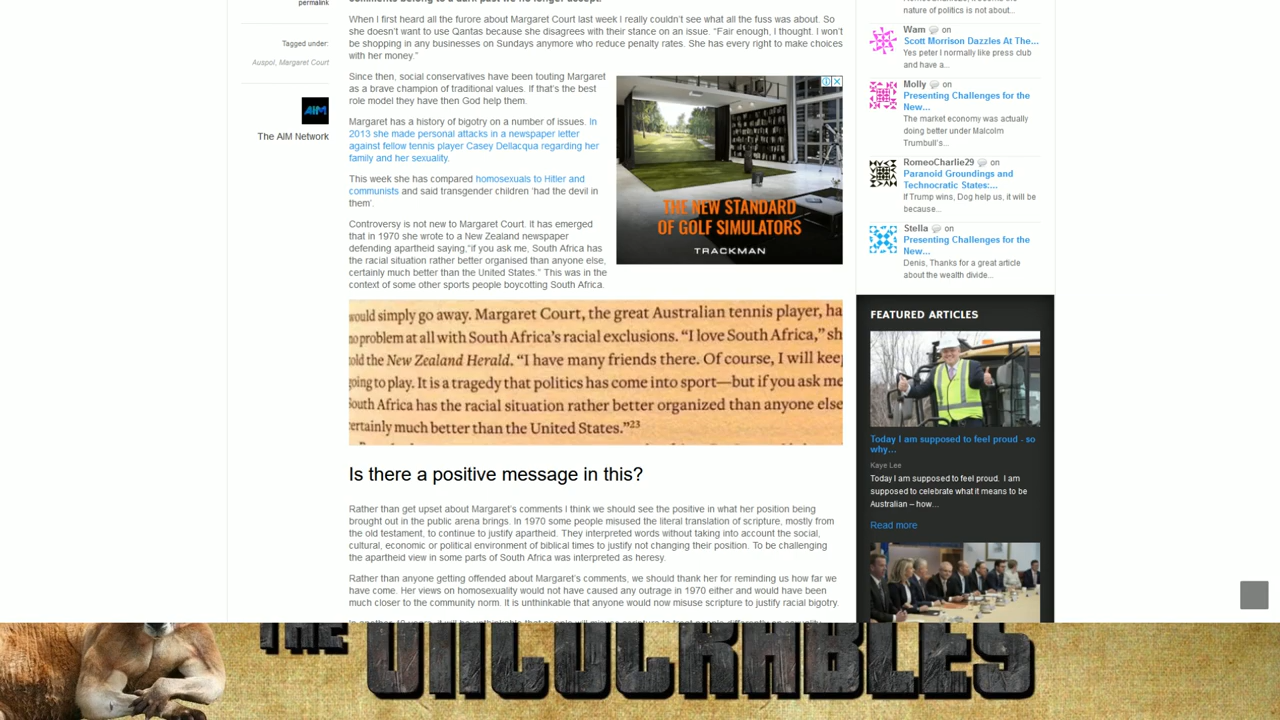 permalink
Tagged under:
Auspol, Margaret Court
AIM
The AIM Network
comments belong to a dark past we no longer accept.
When I first heard all the furore about Margaret Court last week I really couldn't see what all the fuss was about. So
she doesn't want to use Qantas because she disagrees with their stance on an issue. "Fair enough, I thought. I won't
be shopping in any businesses on Sundays anymore who reduce penalty rates. She has every right to make choices
with her money."
Since then, social conservatives have been touting Margaret
as a brave champion of traditional values. If that's the best
role model they have then God help them.
Margaret has a history of bigotry on a number of issues. In
2013 she made personal attacks in a newspaper letter
against fellow tennis player Casey Dellacqua regarding her
family and her sexuality.
This week she has compared homosexuals to Hitler and
communists and said transgender children 'had the devil in
them'.
Controversy is not new to Margaret Court. It has emerged
that in 1970 she wrote to a New Zealand newspaper
defending apartheid saying,"if you ask me, South Africa has
the racial situation rather better organised than anyone else,
certainly much better than the United States." This was in the
context of some other sports people boycotting South Africa.
THE NEW STANDARD
OF GOLF SIMULATORS
TRACKMAN
would simply go away. Margaret Court, the great Australian tennis player, ha
no problem at all with South Africa's racial exclusions. "I love South Africa," sh
told the New Zealand Herald. "I have many friends there. Of course, I will kee
going to play. It is a tragedy that politics has come into sport—but if you ask me
South Africa has the racial situation rather better organized than anyone else
certainly much better than the United States."23
Is there a positive message in this?
Rather than get upset about Margaret's comments I think we should see the positive in what her position being
brought out in the public arena brings. In 1970 some people misused the literal translation of scripture, mostly from
the old testament, to continue to justify apartheid. They interpreted words without taking into account the social,
cultural, economic or political environment of biblical times to justify not changing their position. To be challenging
the apartheid view in some parts of South Africa was interpreted as heresy.
Rather than anyone getting offended about Margaret's comments, we should thank her for reminding us how far we
have come. Her views on homosexuality would not have caused any outrage in 1970 either and would have been
much closer to the community norm. It is unthinkable that anyone would now misuse scripture to justify racial bigotry.
nature of politics is not about...
Wam on
Scott Morrison Dazzles At The...
Yes peter I normally like press club
and have a...
Molly on
Presenting Challenges for the
New...
The market economy was actually
doing better under Malcolm
Trumbull's...
RomeoCharlie29 on
Paranoid Groundings and
Technocratic States:...
If Trump wins, Dog help us, it will be
because...
Stella on
Presenting Challenges for the
New...
Denis, Thanks for a great article
about the wealth divide...
FEATURED ARTICLES
Today I am supposed to feel proud - so
why...
Kaye Lee
Today I am supposed to feel proud. I am
supposed to celebrate what it means to be
Australian – how...
Read more
THE UNCUCKABLES